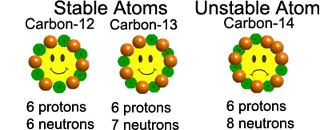 Stable Atoms Unstable Atom
Carbon-12 Carbon-13 Carbon-14
6 protons 6 protons 6 protons
6 neutrons 7 neutrons 8 neutrons